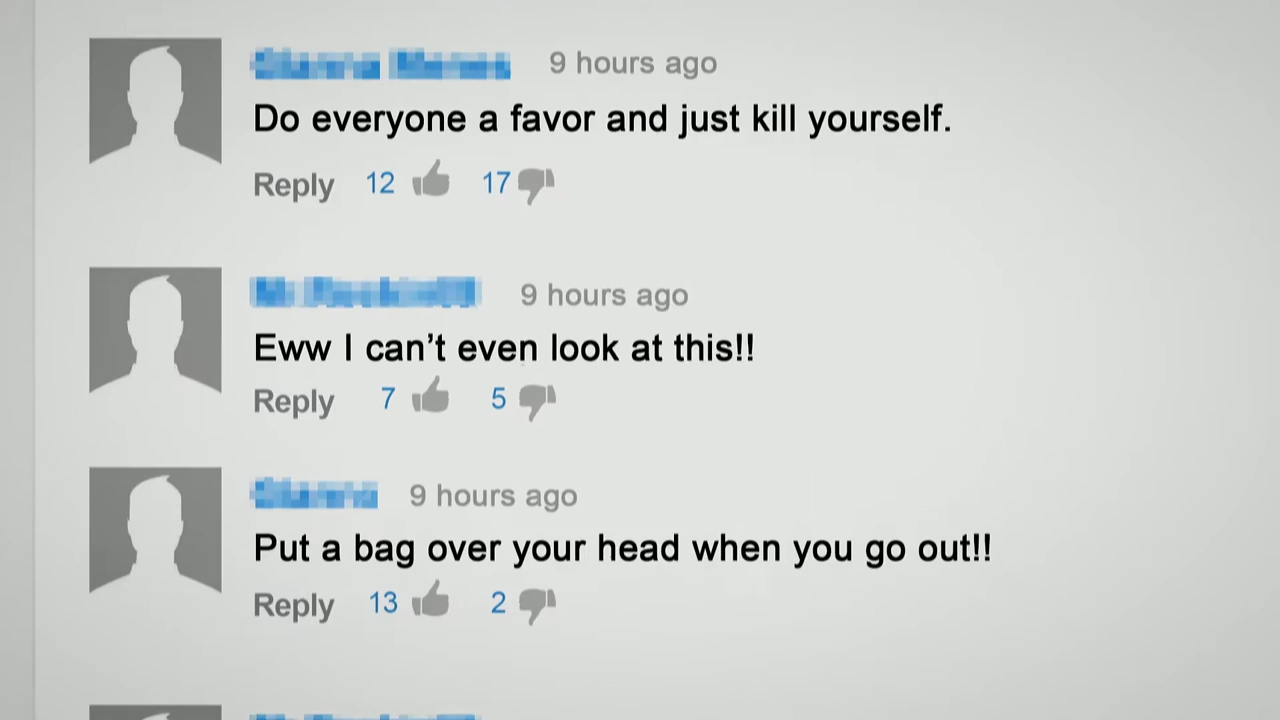 9 hours ago
Do everyone a favor and just kill yourself.
Reply 12 17
9 hours ago
Eww I can't even look at this!!
Reply 7 5
9 hours ago
Put a bag over your head when you go out!!
Reply 13 2